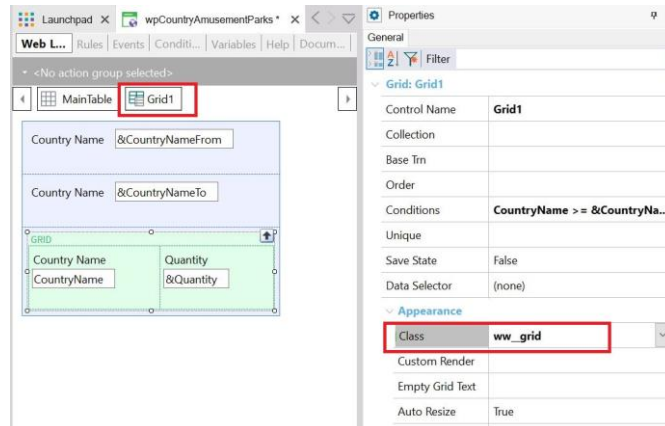 Launchpad
wpCountryAmusementParks *
Web L... Rules Events Conditi... Variables Help Docum...
<No action group selected>
MainTable Grid1
Country Name &CountryNameFrom
Country Name &CountryNameTo
GRID
Country Name Quantity
CountryName &Quantity
Properties
General
Filter
Grid: Grid1
Control Name Grid1
Collection
Base Trn
Order
Conditions CountryName >= &CountryNa...
Unique
Save State False
Data Selector (none)
Appearance
Class ww__grid
Custom Render
Empty Grid Text
Auto Resize True